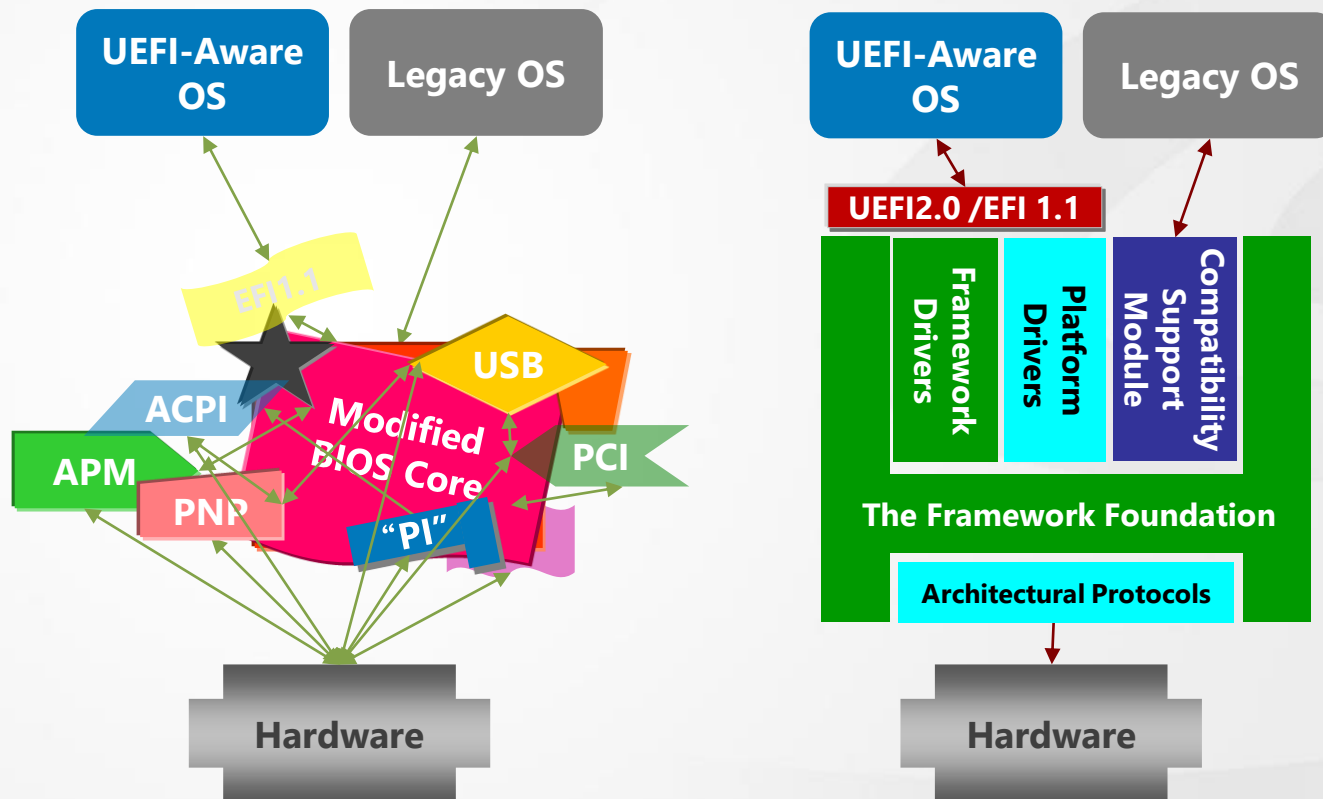 UEFI-Aware
OS
Legacy OS
EFI1.1
USB
ACPI
Modified
BIOS Core
APM
PCI
PNP
“PI”
Hardware
UEFI-Aware
OS
Legacy OS
UEFI2.0 /EFI 1.1
Framework
Drivers
Platform
Drivers
Compatibility
Support
Module
The Framework Foundation
Architectural Protocols
Hardware